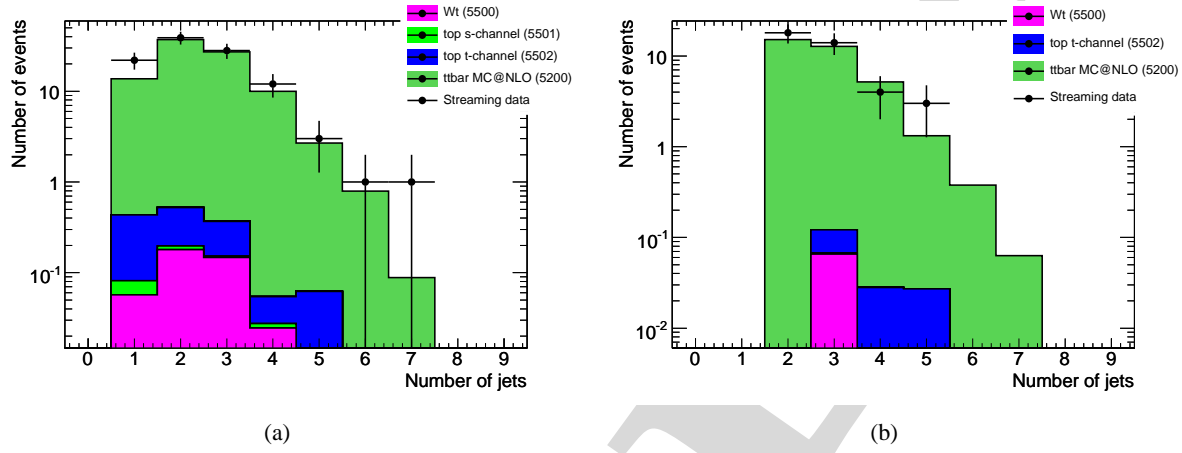 Wt (5500)
top s-channel (5501)
top t-channel (5502)
ttbar MC@NLO (5200)
Streaming data
Number of events
10
1
10-1
0 1 2 3 4 5 6 7 8 9
Number of jets
(a)
Wt (5500)
top t-channel (5502)
ttbar MC@NLO (5200)
Streaming data
Number of events
10
1
10-1
10-2
0 1 2 3 4 5 6 7 8 9
Number of jets
(b)